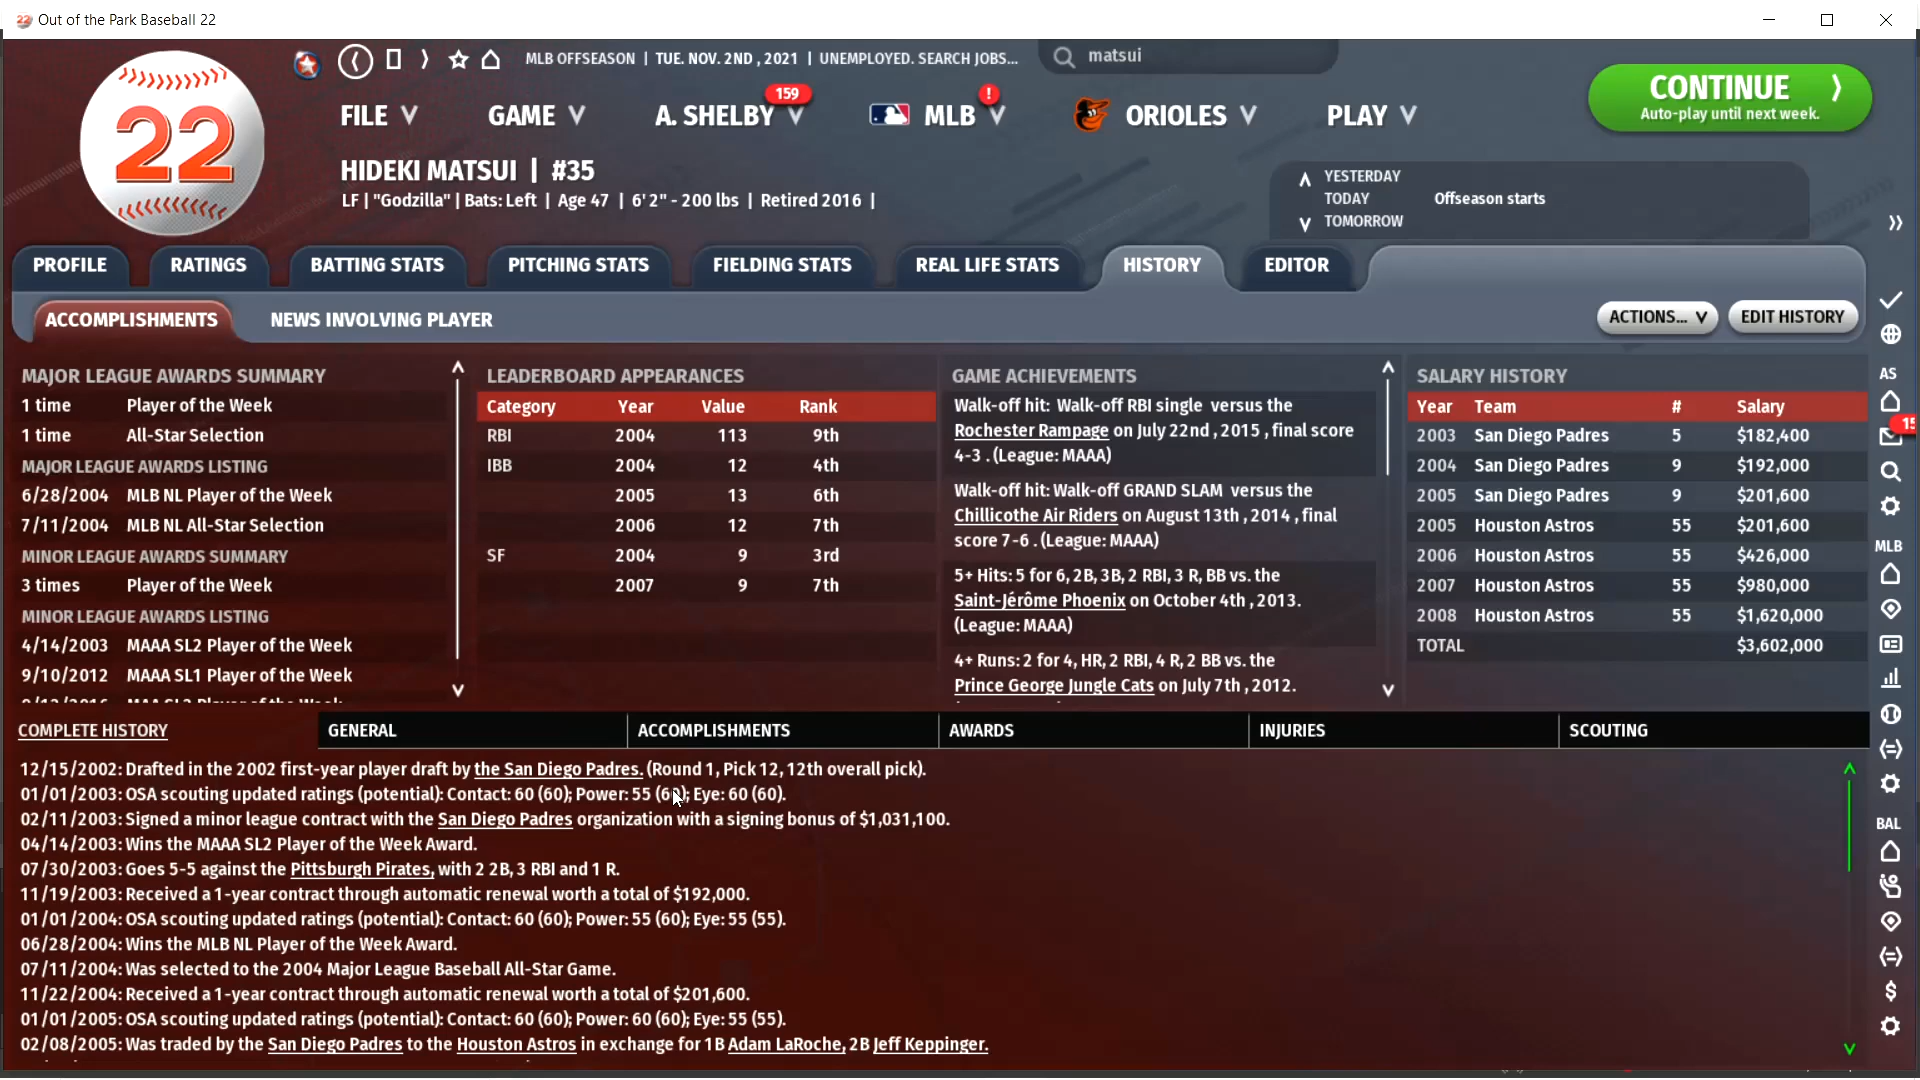 Out of the Park Baseball 22
MLB OFFSEASON | TUE. NOV. 2ND , 2021 | UNEMPLOYED. SEARCH JOBS...
matsui
22
FILE
GAME
A. SHELBY
159
MLB
!
ORIOLES
PLAY
CONTINUE
Auto-play until next week.
HIDEKI MATSUI | #35
LF | "Godzilla" | Bats: Left | Age 47 | 6' 2" - 200 lbs | Retired 2016 |
YESTERDAY
TODAY Offseason starts
TOMORROW
PROFILE RATINGS BATTING STATS PITCHING STATS FIELDING STATS REAL LIFE STATS HISTORY EDITOR
ACCOMPLISHMENTS NEWS INVOLVING PLAYER ACTIONS... EDIT HISTORY
MAJOR LEAGUE AWARDS SUMMARY
1 time Player of the Week
1 time All-Star Selection
MAJOR LEAGUE AWARDS LISTING
6/28/2004 MLB NL Player of the Week
7/11/2004 MLB NL All-Star Selection
MINOR LEAGUE AWARDS SUMMARY
3 times Player of the Week
MINOR LEAGUE AWARDS LISTING
4/14/2003 MAAA SL2 Player of the Week
9/10/2012 MAAA SL1 Player of the Week
LEADERBOARD APPEARANCES
Category Year Value Rank
RBI 2004 113 9th
IBB 2004 12 4th
2005 13 6th
2006 12 7th
SF 2004 9 3rd
2007 9 7th
GAME ACHIEVEMENTS
Walk-off hit: Walk-off RBI single versus the
Rochester Rampage on July 22nd , 2015 , final score
4-3 . (League: MAAA)
Walk-off hit: Walk-off GRAND SLAM versus the
Chillicothe Air Riders on August 13th , 2014 , final
score 7-6 . (League: MAAA)
5+ Hits: 5 for 6, 2B, 3B, 2 RBI, 3 R, BB vs. the
Saint-Jérôme Phoenix on October 4th , 2013.
(League: MAAA)
4+ Runs: 2 for 4, HR, 2 RBI, 4 R, 2 BB vs. the
Prince George Jungle Cats on July 7th , 2012.
SALARY HISTORY
Year Team # Salary
2003 San Diego Padres 5 $182,400
2004 San Diego Padres 9 $192,000
2005 San Diego Padres 9 $201,600
2005 Houston Astros 55 $201,600
2006 Houston Astros 55 $426,000
2007 Houston Astros 55 $980,000
2008 Houston Astros 55 $1,620,000
TOTAL $3,602,000
COMPLETE HISTORY GENERAL ACCOMPLISHMENTS AWARDS INJURIES SCOUTING
12/15/2002: Drafted in the 2002 first-year player draft by the San Diego Padres. (Round 1, Pick 12, 12th overall pick).
01/01/2003: OSA scouting updated ratings (potential): Contact: 60 (60); Power: 55 (60); Eye: 60 (60).
02/11/2003: Signed a minor league contract with the San Diego Padres organization with a signing bonus of $1,031,100.
04/14/2003: Wins the MAAA SL2 Player of the Week Award.
07/30/2003: Goes 5-5 against the Pittsburgh Pirates, with 2 2B, 3 RBI and 1 R.
11/19/2003: Received a 1-year contract through automatic renewal worth a total of $192,000.
01/01/2004: OSA scouting updated ratings (potential): Contact: 60 (60); Power: 55 (60); Eye: 55 (55).
06/28/2004: Wins the MLB NL Player of the Week Award.
07/11/2004: Was selected to the 2004 Major League Baseball All-Star Game.
11/22/2004: Received a 1-year contract through automatic renewal worth a total of $201,600.
01/01/2005: OSA scouting updated ratings (potential): Contact: 60 (60); Power: 60 (60); Eye: 55 (55).
02/08/2005: Was traded by the San Diego Padres to the Houston Astros in exchange for 1B Adam LaRoche, 2B Jeff Keppinger.
AS
15
MLB
BAL
$